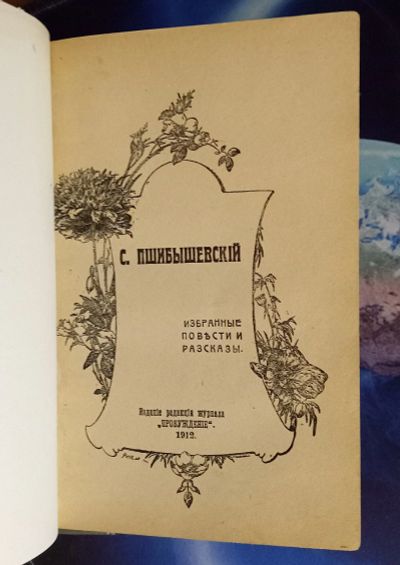 С. ПШИБЫШЕВСКІЙ
ИЗБРАННЫЕ
ПОВѢСТИ И
РАЗСКАЗЫ.
Изданіе редакціи журнала
„ПРОБУЖДЕНІЕ“.
1912.